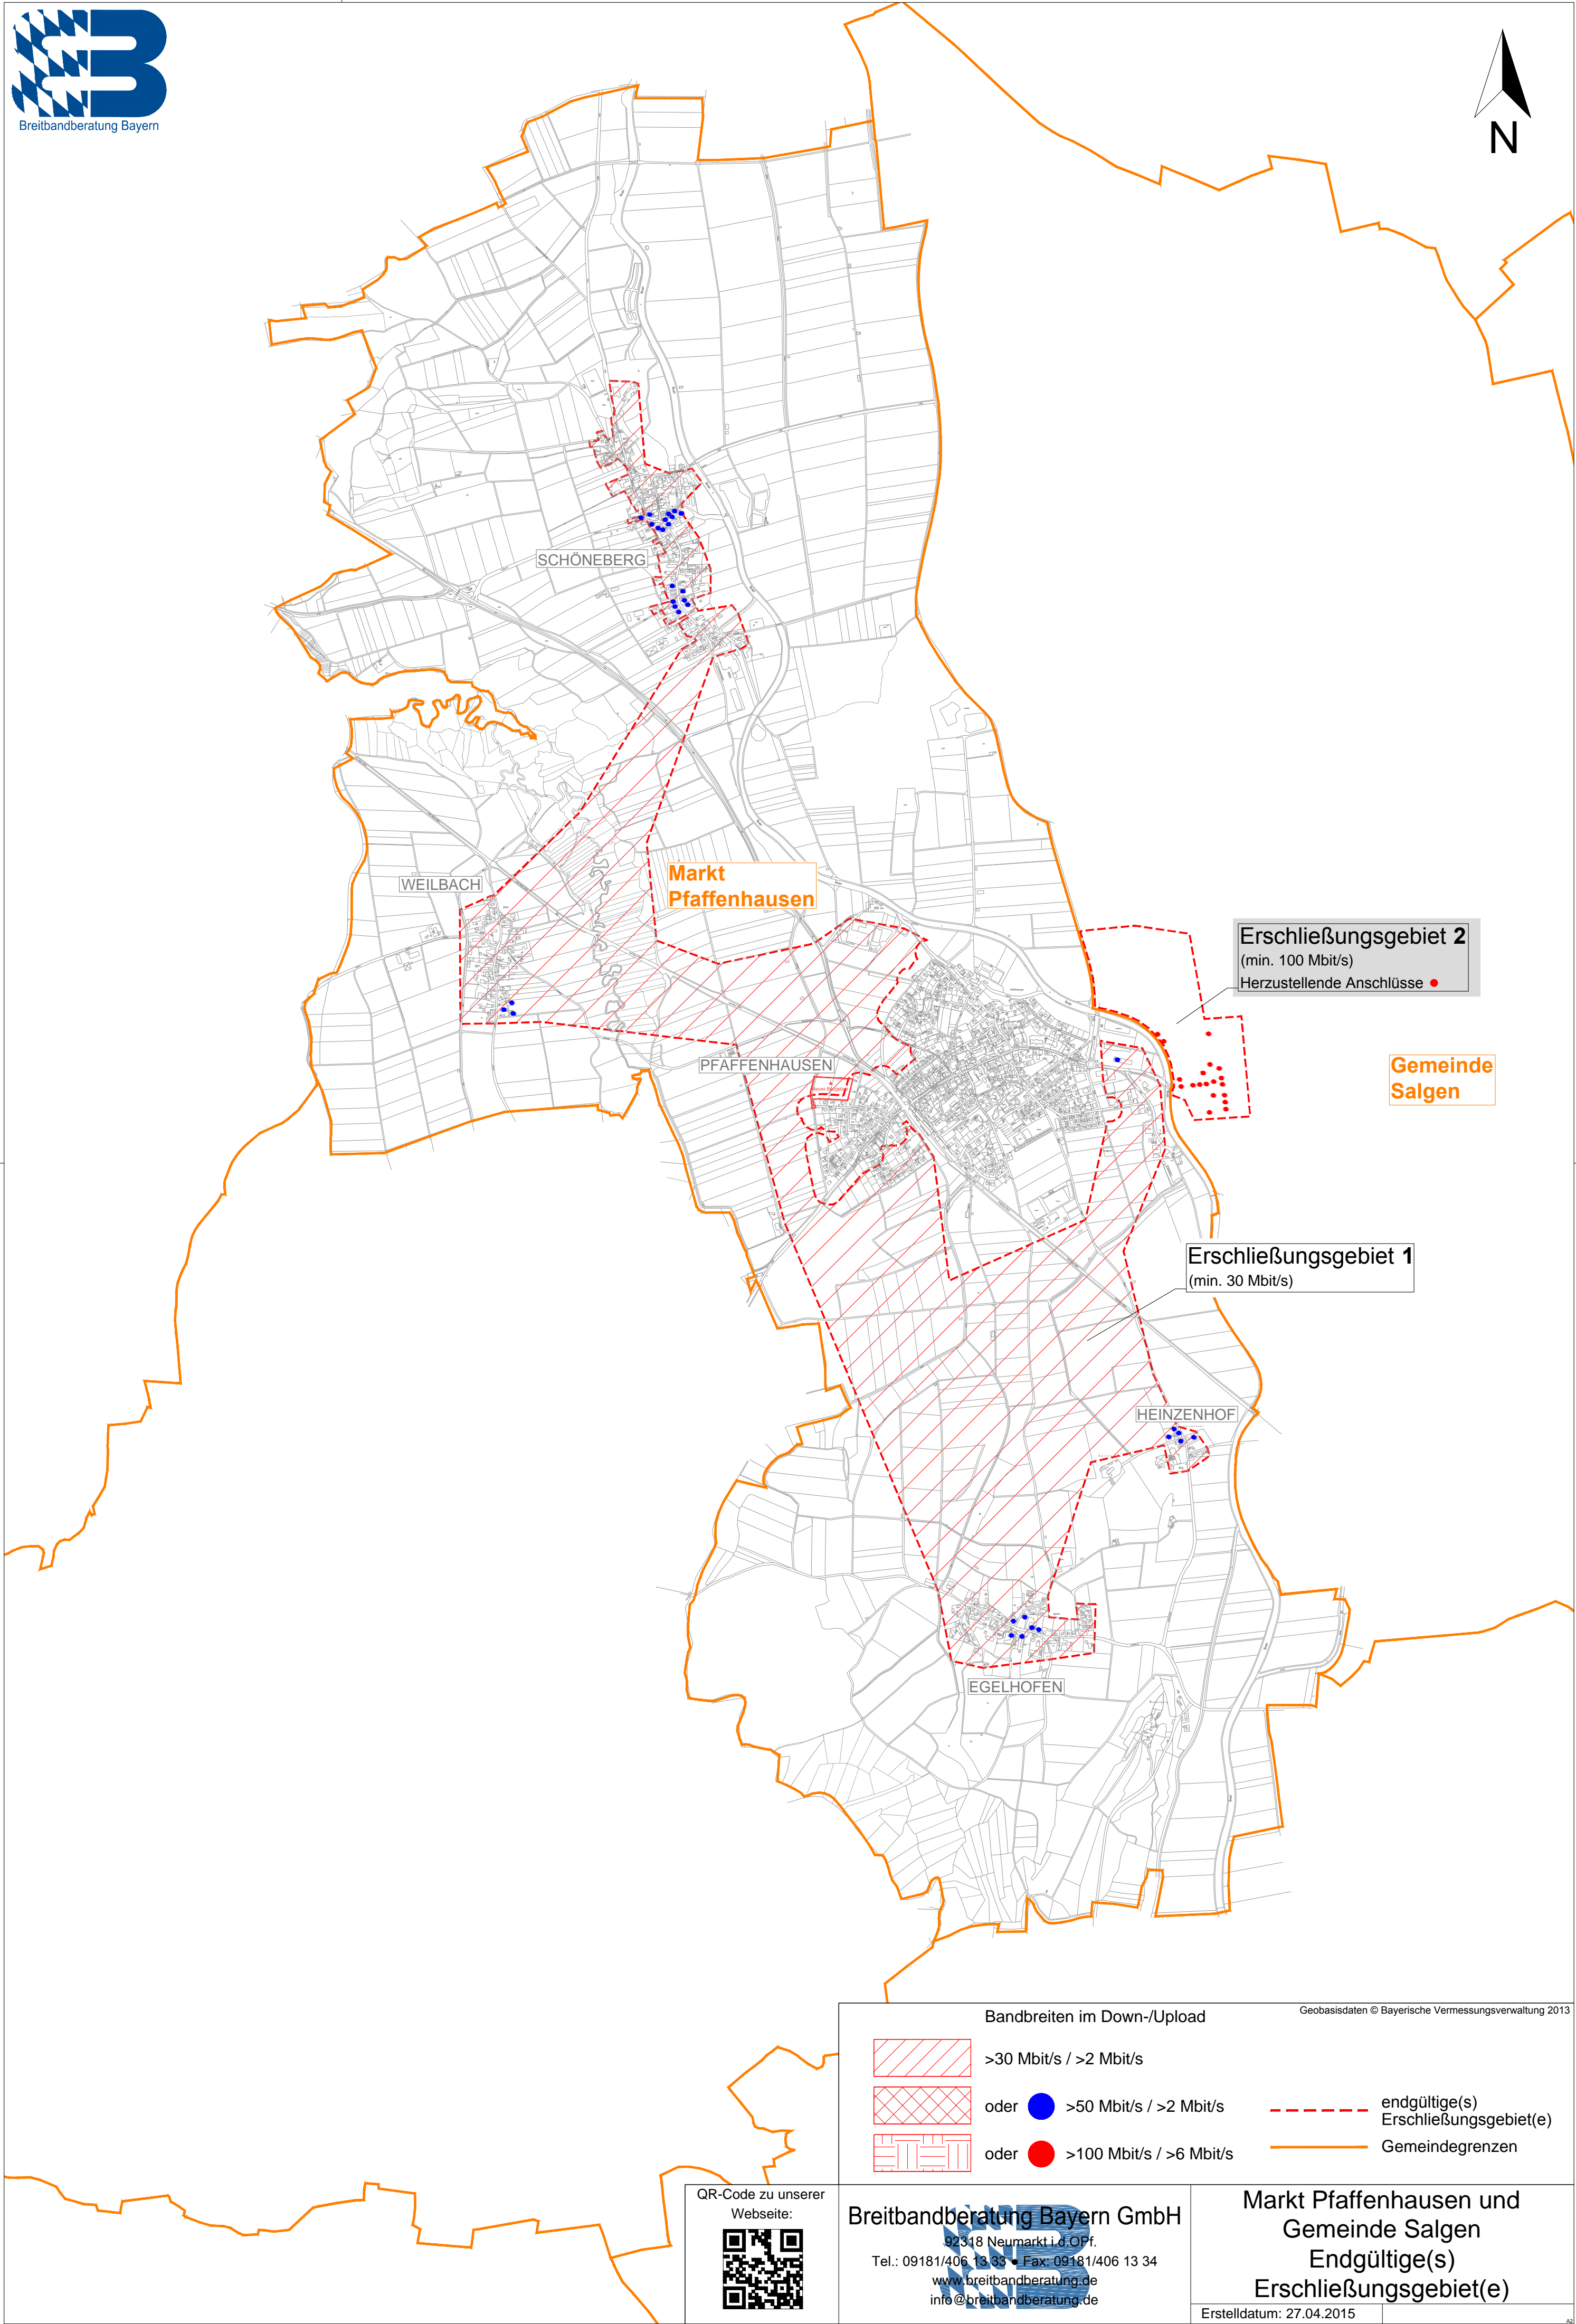 Breitbandberatung Bayern
N
SCHÖNEBERG
WEILBACH
Markt
Pfaffenhausen
Erschließungsgebiet 2
(min. 100 Mbit/s)
Herzustellende Anschlüsse
PFAFFENHAUSEN
Gemeinde
Salgen
Erschließungsgebiet 1
(min. 30 Mbit/s)
HEINZENHOF
EGELHOFEN
Bandbreiten im Down-/Upload
Geobasisdaten © Bayerische Vermessungsverwaltung 2013
>30 Mbit/s / >2 Mbit/s
oder >50 Mbit/s / >2 Mbit/s
oder >100 Mbit/s / >6 Mbit/s
endgültige(s)
Erschließungsgebiet(e)
Gemeindegrenzen
QR-Code zu unserer
Webseite:
Breitbandberatung Bayern GmbH
92318 Neumarkt i.d.OPf.
Tel.: 09181/406 13 33 ● Fax: 09181/406 13 34
www.breitbandberatung.de
info@breitbandberatung.de
Markt Pfaffenhausen und
Gemeinde Salgen
Endgültige(s)
Erschließungsgebiet(e)
Erstelldatum: 27.04.2015
A2